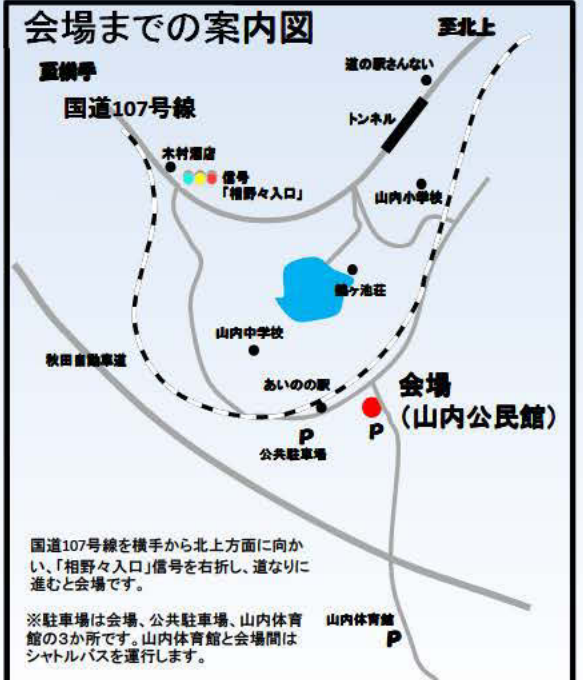 会場までの案内図
至北上
至横手
道の駅さんない
国道107号線
トンネル
木村酒店
信号
「相野々入口」
山内小学校
鶴ヶ池荘
山内中学校
秋田自動車道
あいのの駅
会場
(山内公民館)
P
P
公共駐車場
国道107号線を横手から北上方面に向か
い、「相野々入口」信号を右折し、道なりに
進むと会場です。
※駐車場は会場、公共駐車場、山内体育
館の3か所です。山内体育館と会場間は
シャトルバスを運行します。
山内体育館
P